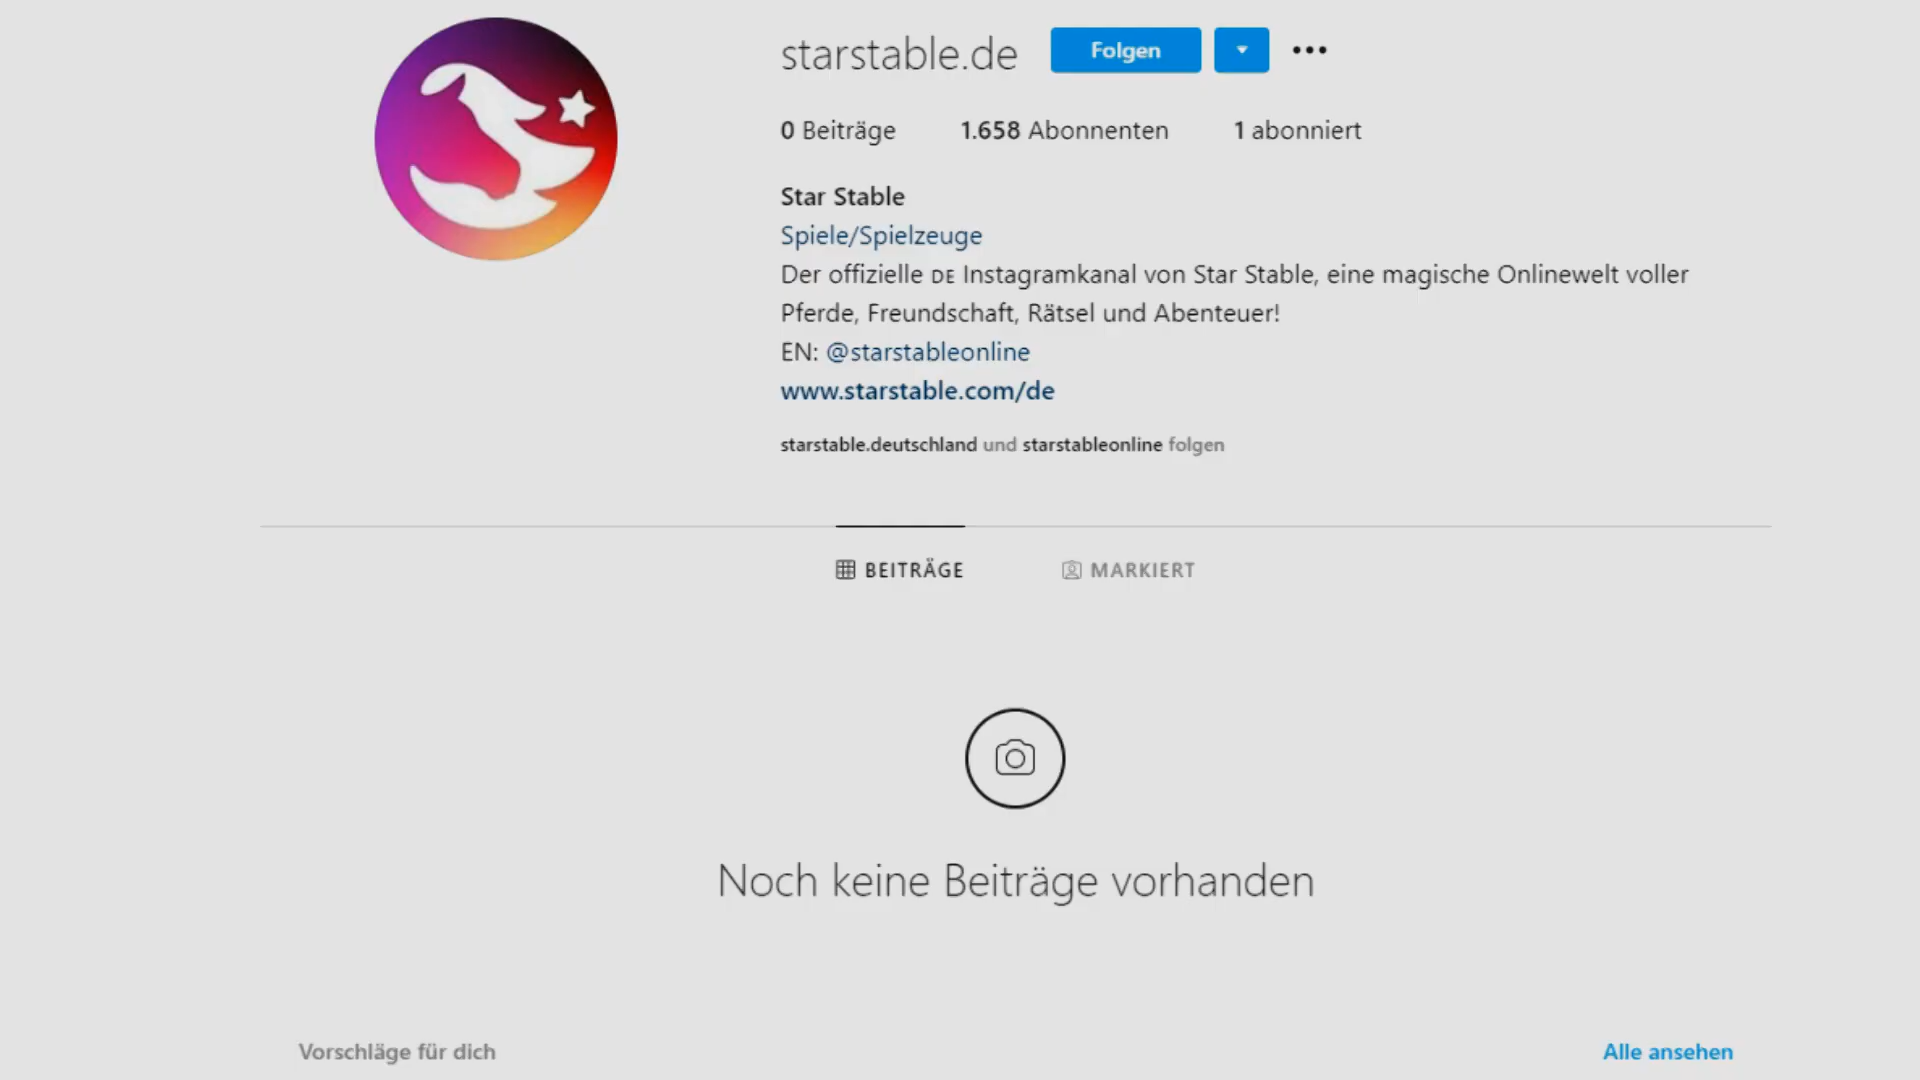 starstable.de Folgen
0 Beiträge 1.658 Abonnenten 1 abonniert
Star Stable
Spiele/Spielzeuge
Der offizielle ᴅᴇ Instagramkanal von Star Stable, eine magische Onlinewelt voller
Pferde, Freundschaft, Rätsel und Abenteuer!
EN: @starstableonline
www.starstable.com/de
starstable.deutschland und starstableonline folgen
BEITRÄGE MARKIERT
Noch keine Beiträge vorhanden
Vorschläge für dich Alle ansehen